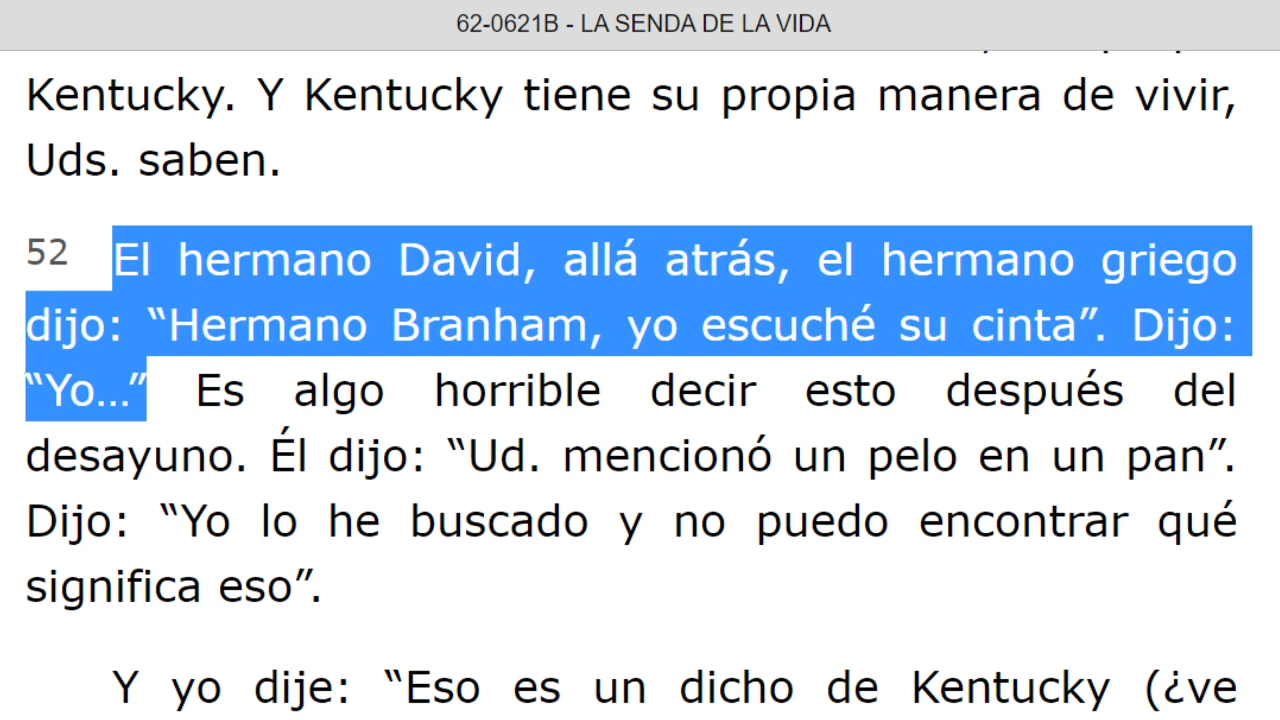 62-0621B - LA SENDA DE LA VIDA
Kentucky. Y Kentucky tiene su propia manera de vivir,
Uds. saben.
52 El hermano David, allá atrás, el hermano griego
dijo: “Hermano Branham, yo escuché su cinta”. Dijo:
“Yo…” Es algo horrible decir esto después del
desayuno. Él dijo: “Ud. mencionó un pelo en un pan”.
Dijo: “Yo lo he buscado y no puedo encontrar qué
significa eso”.
Y yo dije: “Eso es un dicho de Kentucky (¿ve